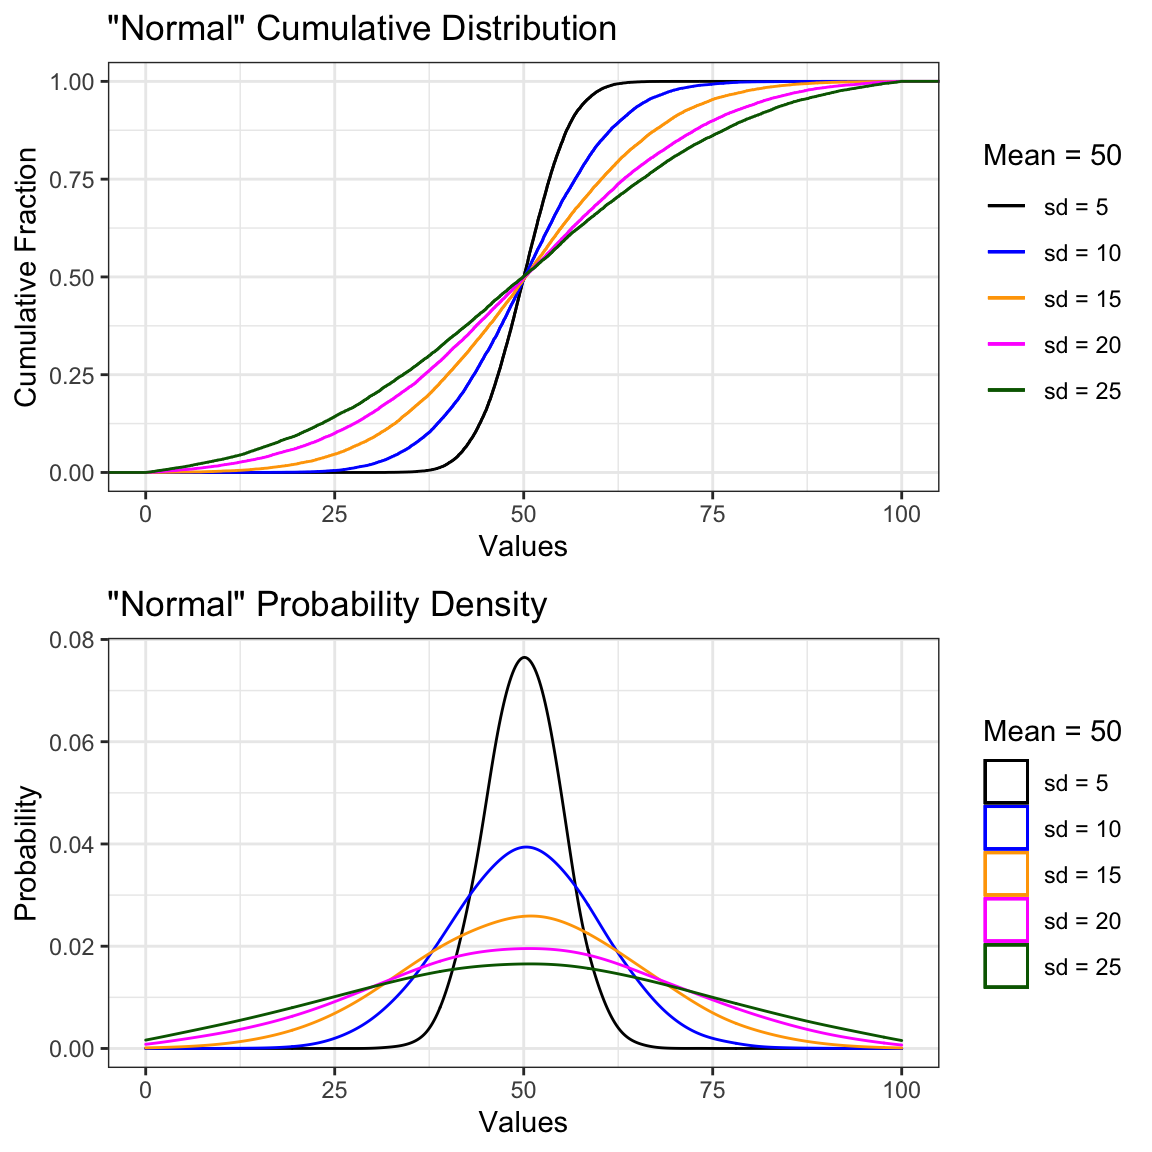 "Normal" Cumulative Distribution
1.00
0.75
0.50
0.25
0.00
Cumulative Fraction
0 25 50 75 100
Values
Mean = 50
sd = 5
sd = 10
sd = 15
sd = 20
sd = 25
"Normal" Probability Density
0.08
0.06
0.04
0.02
0.00
Probability
0 25 50 75 100
Values
Mean = 50
sd = 5
sd = 10
sd = 15
sd = 20
sd = 25